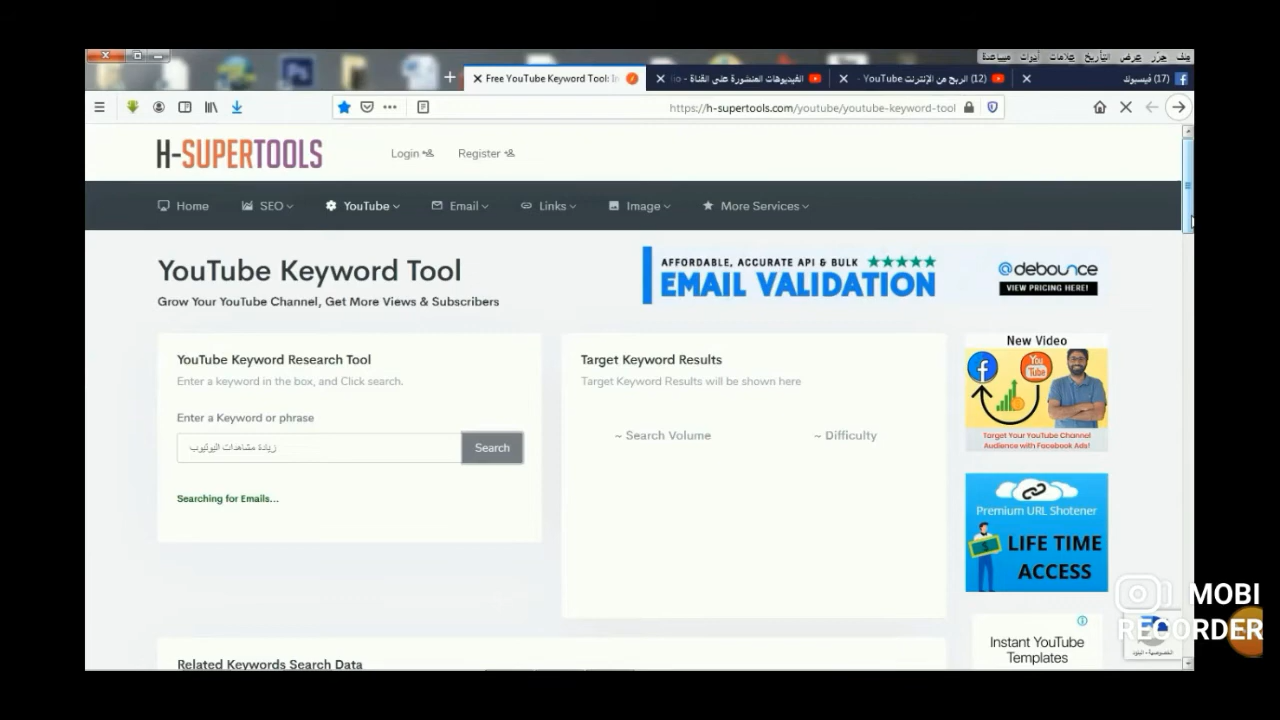 ملف تحرير عرض التأريخ علامات أدوات مساعدة
Free YouTube Keyword Tool: In
الفيديوهات المنشورة على القناة - io
(12) الربح من الإنترنت - YouTube
(17) فيسبوك
https://h-supertools.com/youtube/youtube-keyword-tool
H-SUPERTOOLS
Login
Register
Home
SEO
YouTube
Email
Links
Image
More Services
YouTube Keyword Tool
Grow Your YouTube Channel, Get More Views & Subscribers
AFFORDABLE, ACCURATE API & BULK
EMAIL VALIDATION
debounce
VIEW PRICING HERE!
YouTube Keyword Research Tool
Enter a keyword in the box, and Click search.
Enter a Keyword or phrase
زيادة مشاهدات اليوتيوب
Search
Searching for Emails...
Target Keyword Results
Target Keyword Results will be shown here
~ Search Volume
~ Difficulty
New Video
You
Tube
Target Your YouTube Channel
Audience with Facebook Ads!
Premium URL Shotener
LIFE TIME
ACCESS
Instant YouTube
Templates
Related Keywords Search Data
MOBI
RECORDER
الخصوصية - البنود